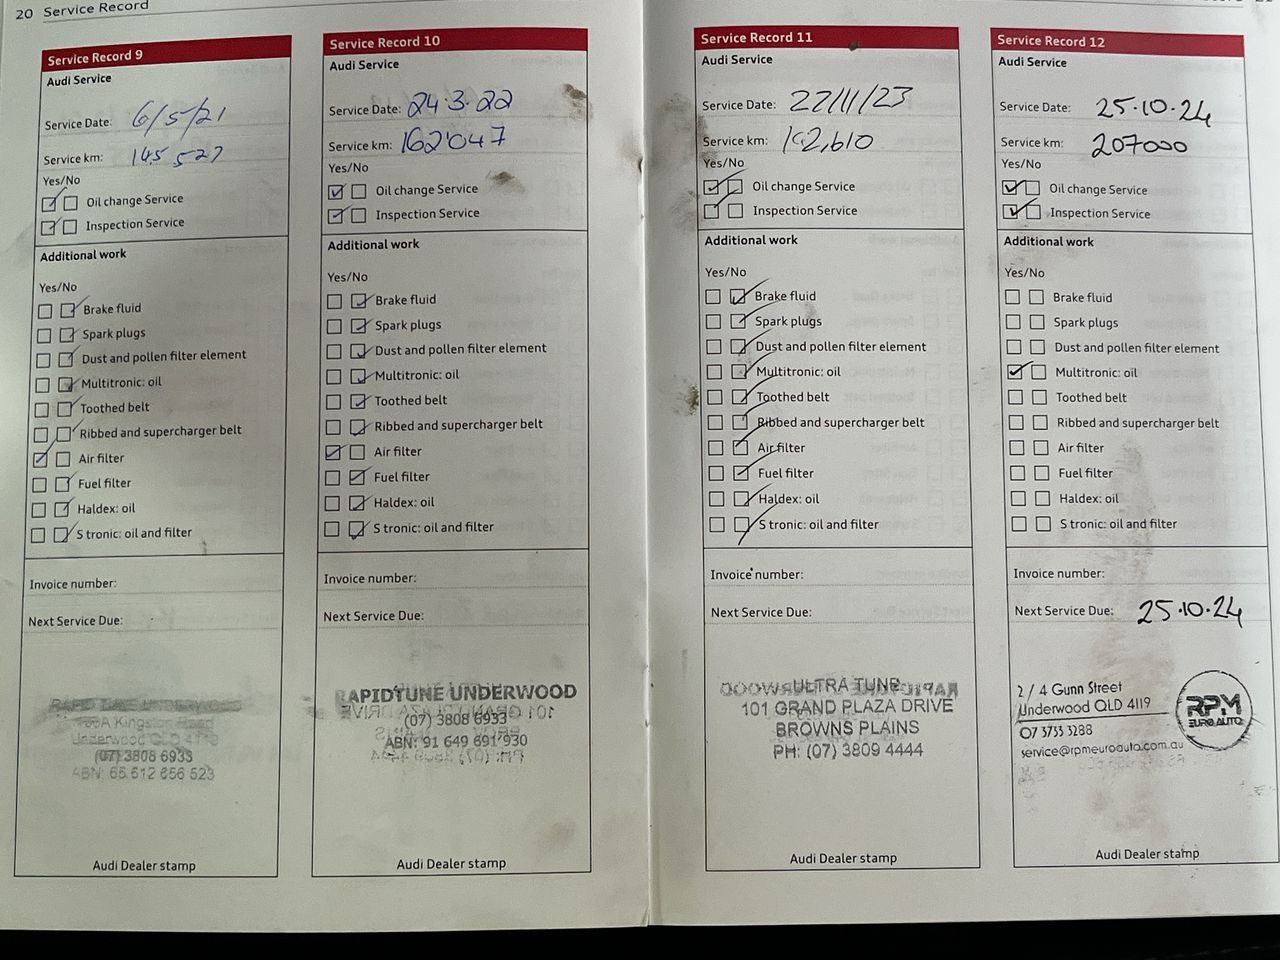 20 Service Record
Service Record 9
Audi Service
Service Date: 6/5/21
Service km: 145 527
Yes/No
Oil change Service
Inspection Service
Additional work
Yes/No
Brake fluid
Spark plugs
Dust and pollen filter element
Multitronic: oil
Toothed belt
Ribbed and supercharger belt
Air filter
Fuel filter
Haldex: oil
S tronic: oil and filter
Invoice number:
Next Service Due:
RAPID TUNE UNDERWOOD
Kingston Road
Underwood QLD 4119
(07) 3808 6933
ABN: 65 612 656 523
Audi Dealer stamp
Service Record 10
Audi Service
Service Date: 24·3·22
Service km: 162'047
Yes/No
Oil change Service
Inspection Service
Additional work
Yes/No
Brake fluid
Spark plugs
Dust and pollen filter element
Multitronic: oil
Toothed belt
Ribbed and supercharger belt
Air filter
Fuel filter
Haldex: oil
S tronic: oil and filter
Invoice number:
Next Service Due:
RAPIDTUNE UNDERWOOD
(07) 3808 6933
ABN: 91 649 691 930
Audi Dealer stamp
Service Record 11
Audi Service
Service Date: 22/11/23
Service km:
Yes/No
Oil change Service
Inspection Service
Additional work
Yes/No
Brake fluid
Spark plugs
Dust and pollen filter element
Multitronic: oil
Toothed belt
Ribbed and supercharger belt
Air filter
Fuel filter
Haldex: oil
S tronic: oil and filter
Invoice number:
Next Service Due:
ULTRA TUNE
101 GRAND PLAZA DRIVE
BROWNS PLAINS
PH: (07) 3809 4444
Audi Dealer stamp
Service Record 12
Audi Service
Service Date: 25·10·24
Service km: 207000
Yes/No
Oil change Service
Inspection Service
Additional work
Yes/No
Brake fluid
Spark plugs
Dust and pollen filter element
Multitronic: oil
Toothed belt
Ribbed and supercharger belt
Air filter
Fuel filter
Haldex: oil
S tronic: oil and filter
Invoice number:
Next Service Due: 25·10·24
2 / 4 Gunn Street
Underwood QLD 4119
07 3733 3288
service@rpmeuroauto.com.au
RPM
EURO AUTO
Audi Dealer stamp